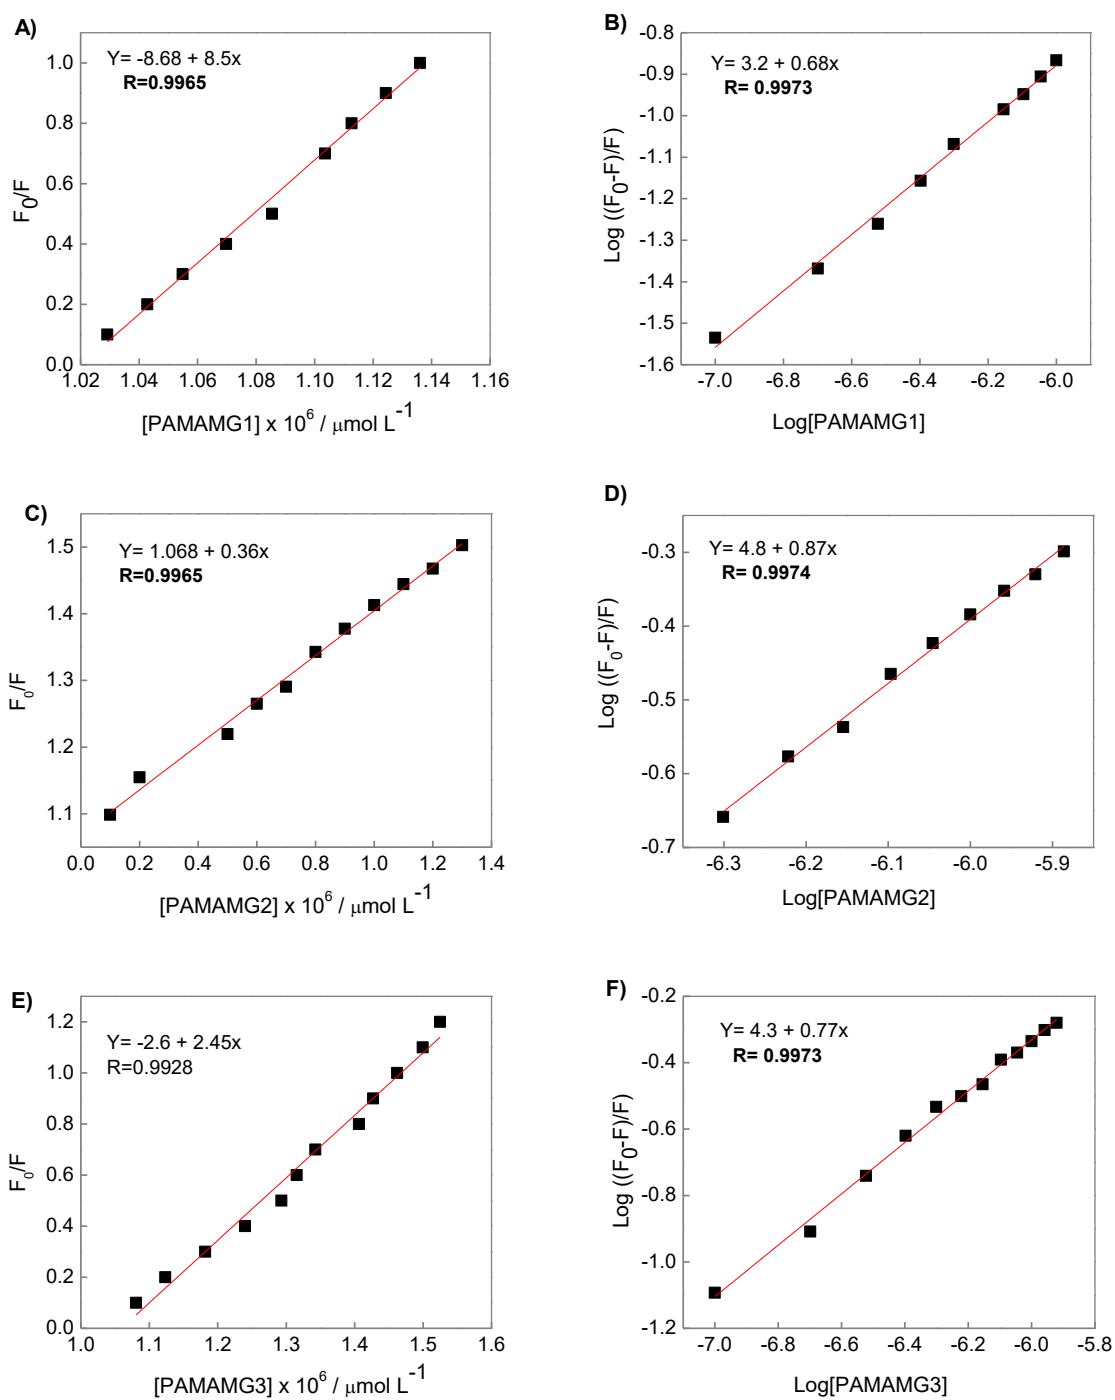 A)
Y= -8.68 + 8.5x
R=0.9965
1.0
0.8
0.6
0.4
0.2
0.0
F0/F
1.02 1.04 1.06 1.08 1.10 1.12 1.14 1.16
[PAMAMG1] x 10^6 / μmol L^-1
B)
Y= 3.2 + 0.68x
R= 0.9973
-0.8
-0.9
-1.0
-1.1
-1.2
-1.3
-1.4
-1.5
-1.6
Log ((F0-F)/F)
-7.0 -6.8 -6.6 -6.4 -6.2 -6.0
Log[PAMAMG1]
C)
Y= 1.068 + 0.36x
R=0.9965
1.5
1.4
1.3
1.2
1.1
F0/F
0.0 0.2 0.4 0.6 0.8 1.0 1.2 1.4
[PAMAMG2] x 10^6 / μmol L^-1
D)
Y= 4.8 + 0.87x
R= 0.9974
-0.3
-0.4
-0.5
-0.6
-0.7
Log ((F0-F)/F)
-6.3 -6.2 -6.1 -6.0 -5.9
Log[PAMAMG2]
E)
Y= -2.6 + 2.45x
R=0.9928
1.2
1.0
0.8
0.6
0.4
0.2
0.0
F0/F
1.0 1.1 1.2 1.3 1.4 1.5 1.6
[PAMAMG3] x 10^6 / μmol L^-1
F)
Y= 4.3 + 0.77x
R= 0.9973
-0.2
-0.4
-0.6
-0.8
-1.0
-1.2
Log ((F0-F)/F)
-7.0 -6.8 -6.6 -6.4 -6.2 -6.0 -5.8
Log[PAMAMG3]